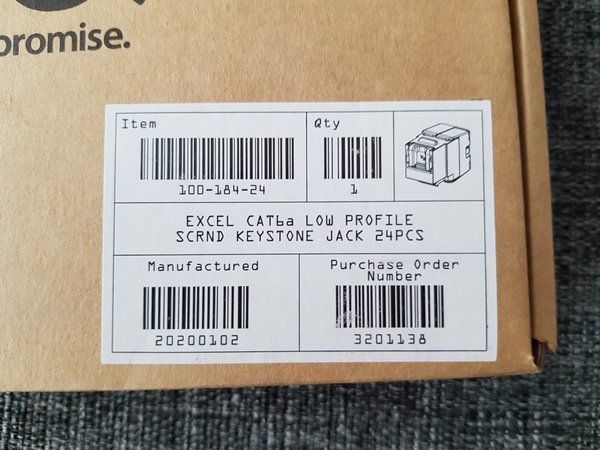 promise.
Item
Qty
100-184-24
1
EXCEL CAT6a LOW PROFILE
SCRND KEYSTONE JACK 24PCS
Manufactured
Purchase Order
Number
20200102
3201138